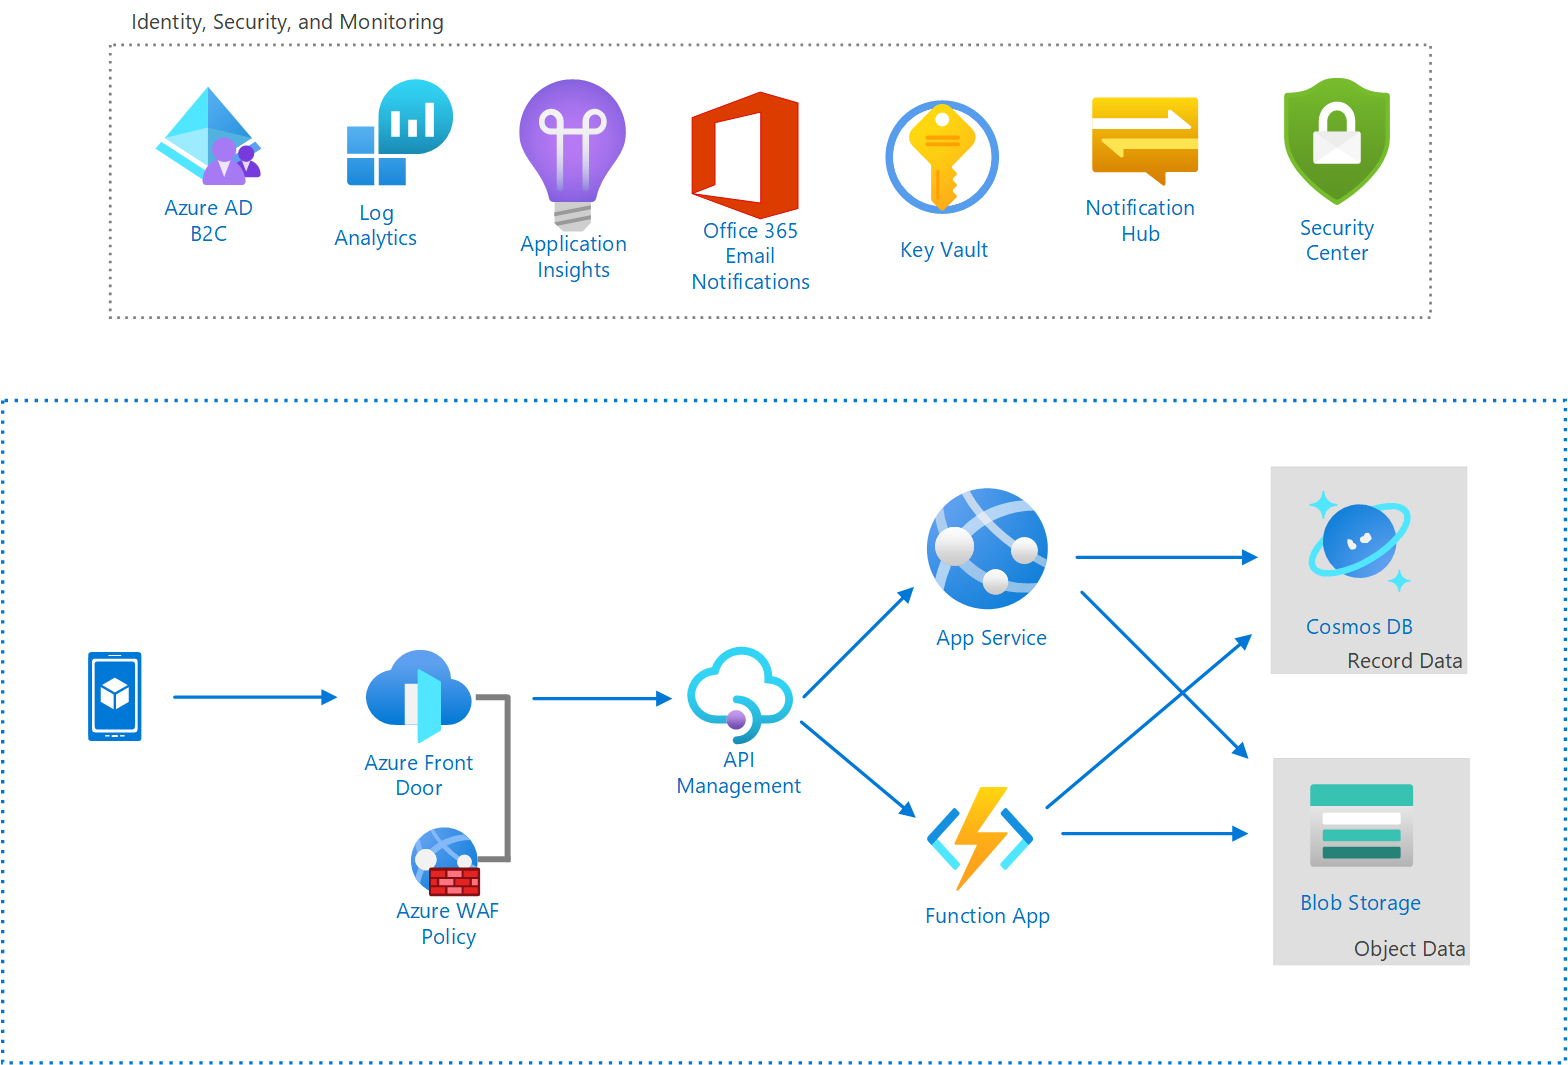 Identity, Security, and Monitoring
Azure AD
B2C
Log
Analytics
Application
Insights
Office 365
Email
Notifications
Key Vault
Notification
Hub
Security
Center
Azure Front
Door
Azure WAF
Policy
API
Management
App Service
Function App
Cosmos DB
Record Data
Blob Storage
Object Data